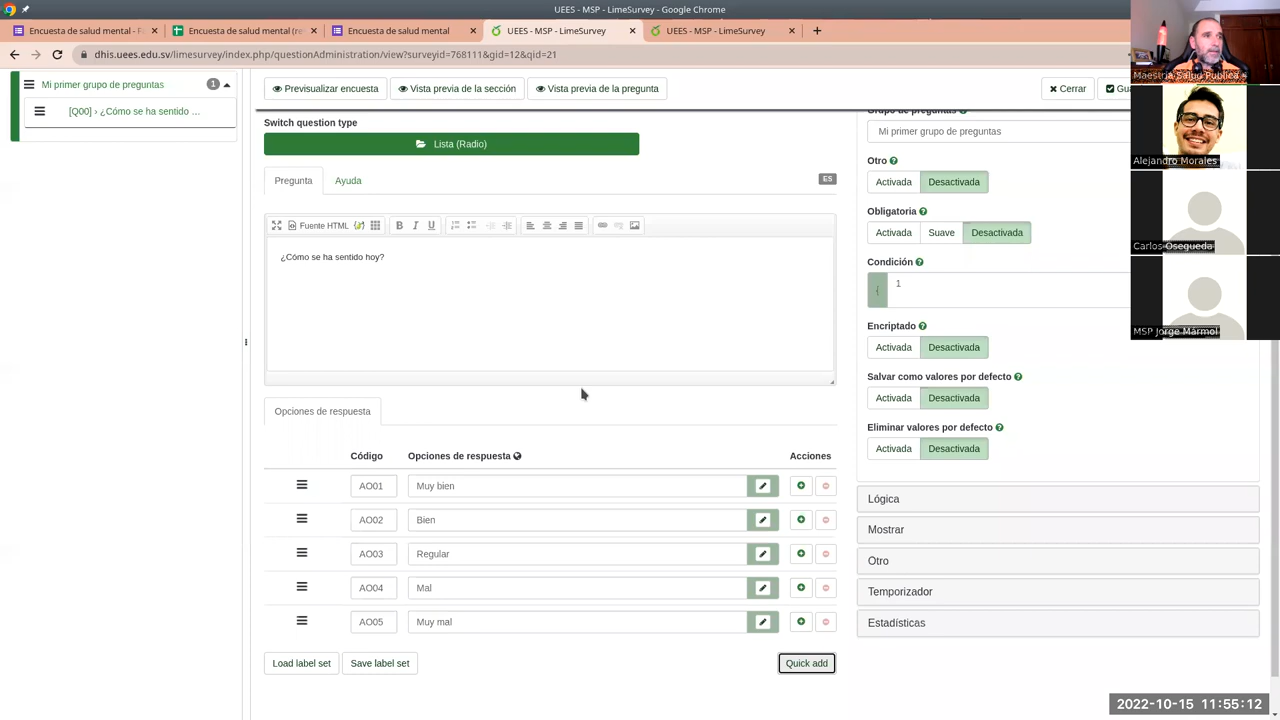 UEES - MSP - LimeSurvey - Google Chrome
Encuesta de salud mental - F
Encuesta de salud mental (re
Encuesta de salud mental
UEES - MSP - LimeSurvey
UEES - MSP - LimeSurvey
dhis.uees.edu.sv/limesurvey/index.php/questionAdministration/view?surveyid=768111&gid=12&qid=21
Mi primer grupo de preguntas 1
[Q00] › ¿Cómo se ha sentido ...
Previsualizar encuesta
Vista previa de la sección
Vista previa de la pregunta
Cerrar
Switch question type
Lista (Radio)
Pregunta
Ayuda
ES
Fuente HTML
B I U
¿Cómo se ha sentido hoy?
Opciones de respuesta
Código Opciones de respuesta Acciones
AO01 Muy bien
AO02 Bien
AO03 Regular
AO04 Mal
AO05 Muy mal
Load label set
Save label set
Quick add
Grupo de preguntas
Mi primer grupo de preguntas
Otro
Activada Desactivada
Obligatoria
Activada Suave Desactivada
Condición
{ 1
Encriptado
Activada Desactivada
Salvar como valores por defecto
Activada Desactivada
Eliminar valores por defecto
Activada Desactivada
Lógica
Mostrar
Otro
Temporizador
Estadísticas
Maestría Salud Publica
Alejandro Morales
Carlos Osegueda
MSP Jorge Mármol
2022-10-15 11:55:12